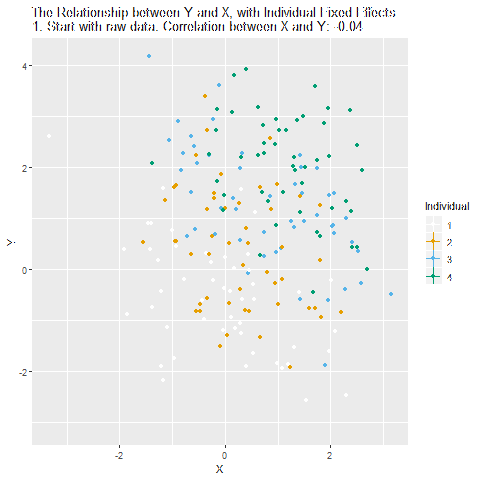 The Relationship between Y and X, with Individual Fixed Effects
1. Start with raw data. Correlation between X and Y: -0.04
4
2
0
-2
Y
-2
0
2
X
Individual
1
2
3
4